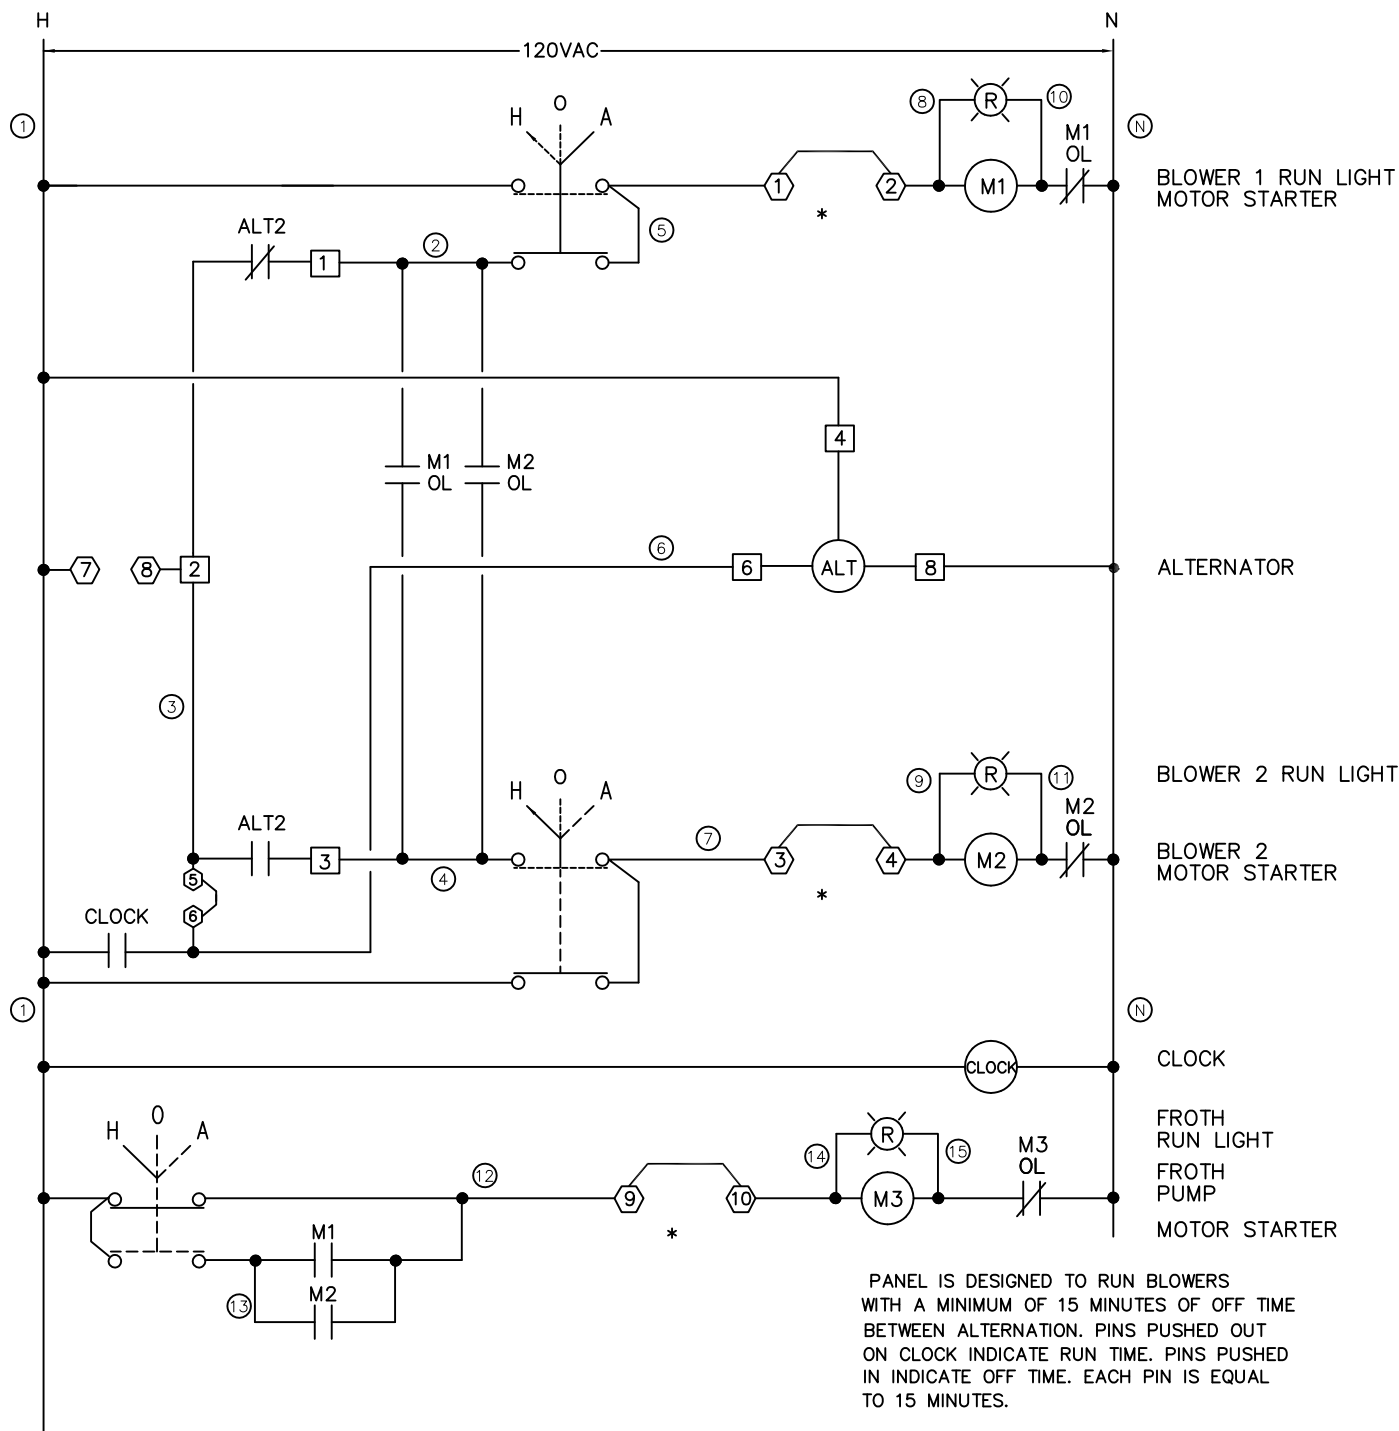 H
N
120VAC
8
R
10
1
H
O
A
N
M1
OL
1
2
M1
BLOWER 1 RUN LIGHT
MOTOR STARTER
*
5
ALT2
2
1
4
M1
OL
M2
OL
6
7
8
2
6
ALT
8
ALTERNATOR
3
H
O
A
9
R
11
BLOWER 2 RUN LIGHT
M2
OL
ALT2
7
3
4
3
4
M2
BLOWER 2
MOTOR STARTER
5
*
CLOCK
6
1
N
CLOCK
CLOCK
H
O
A
14
R
15
FROTH
RUN LIGHT
M3
OL
12
9
10
M3
FROTH
PUMP
*
M1
MOTOR STARTER
M2
13
PANEL IS DESIGNED TO RUN BLOWERS
WITH A MINIMUM OF 15 MINUTES OF OFF TIME
BETWEEN ALTERNATION. PINS PUSHED OUT
ON CLOCK INDICATE RUN TIME. PINS PUSHED
IN INDICATE OFF TIME. EACH PIN IS EQUAL
TO 15 MINUTES.